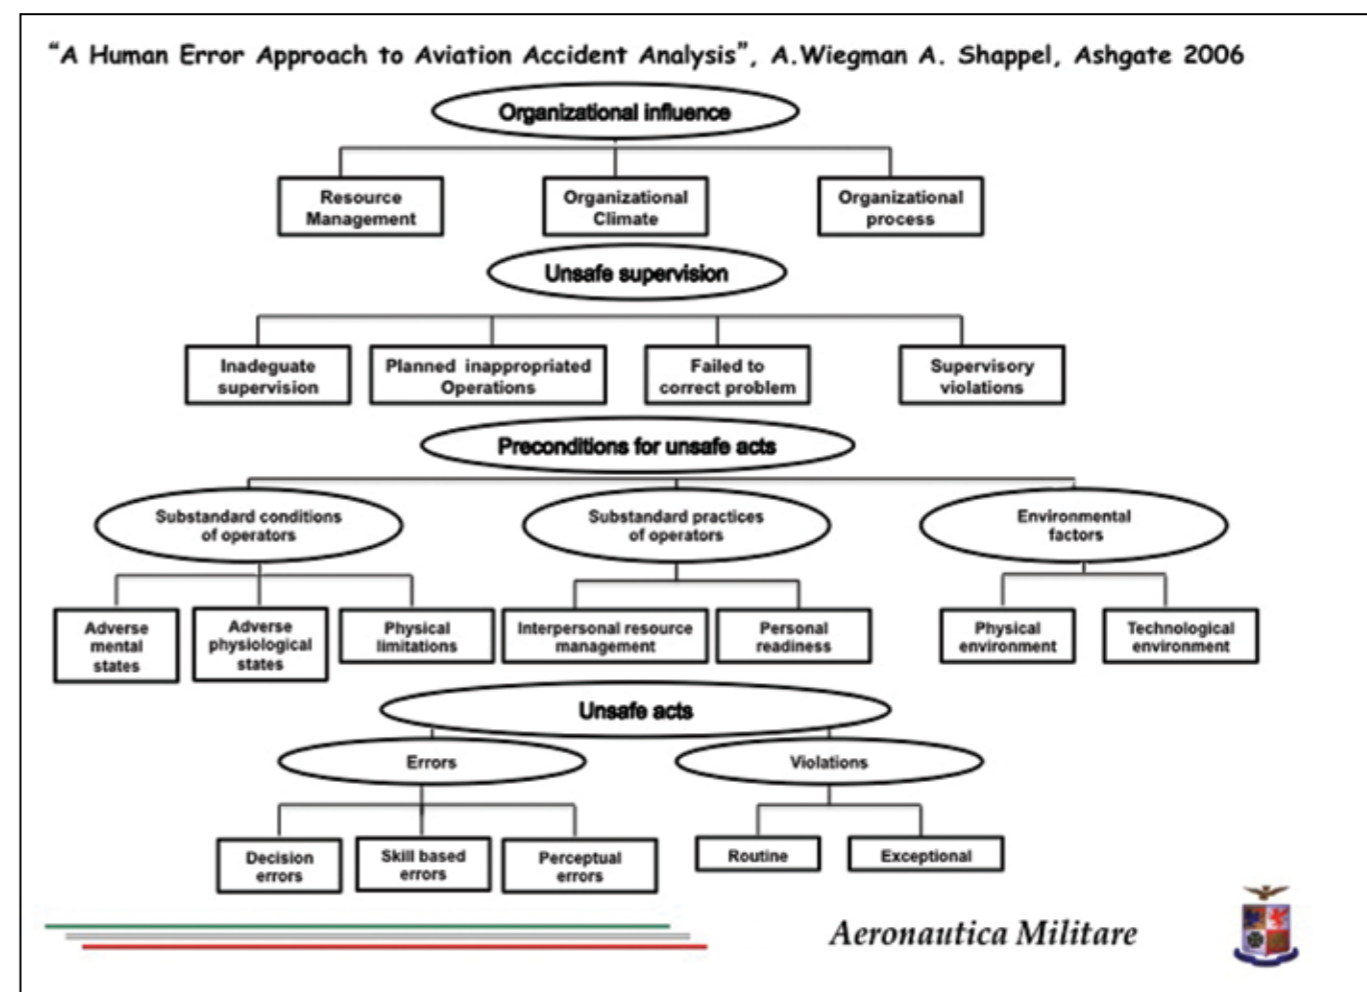 “A Human Error Approach to Aviation Accident Analysis”, A.Wiegman A. Shappel, Ashgate 2006
Organizational influence
Resource
Management
Organizational
Climate
Organizational
process
Unsafe supervision
Inadeguate
supervision
Planned inappropriated
Operations
Failed to
correct problem
Supervisory
violations
Preconditions for unsafe acts
Substandard conditions
of operators
Substandard practices
of operators
Environmental
factors
Adverse
mental
states
Adverse
physiological
states
Physical
limitations
Interpersonal resource
management
Personal
readiness
Physical
environment
Technological
environment
Unsafe acts
Errors
Violations
Decision
errors
Skill based
errors
Perceptual
errors
Routine
Exceptional
Aeronautica Militare